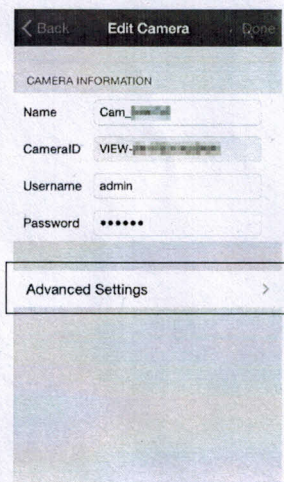 < Back Edit Camera Done
CAMERA INFORMATION
Name Cam_
CameraID VIEW-
Username admin
Password ••••••
Advanced Settings >